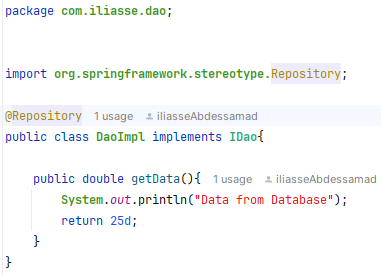 package com.iliasse.dao;
import org.springframework.stereotype.Repository;
@Repository 1 usage iliasseAbdessamad
public class DaoImpl implements IDao{
public double getData(){ 1 usage iliasseAbdessamad
System.out.println("Data from Database");
return 25d;
}
}